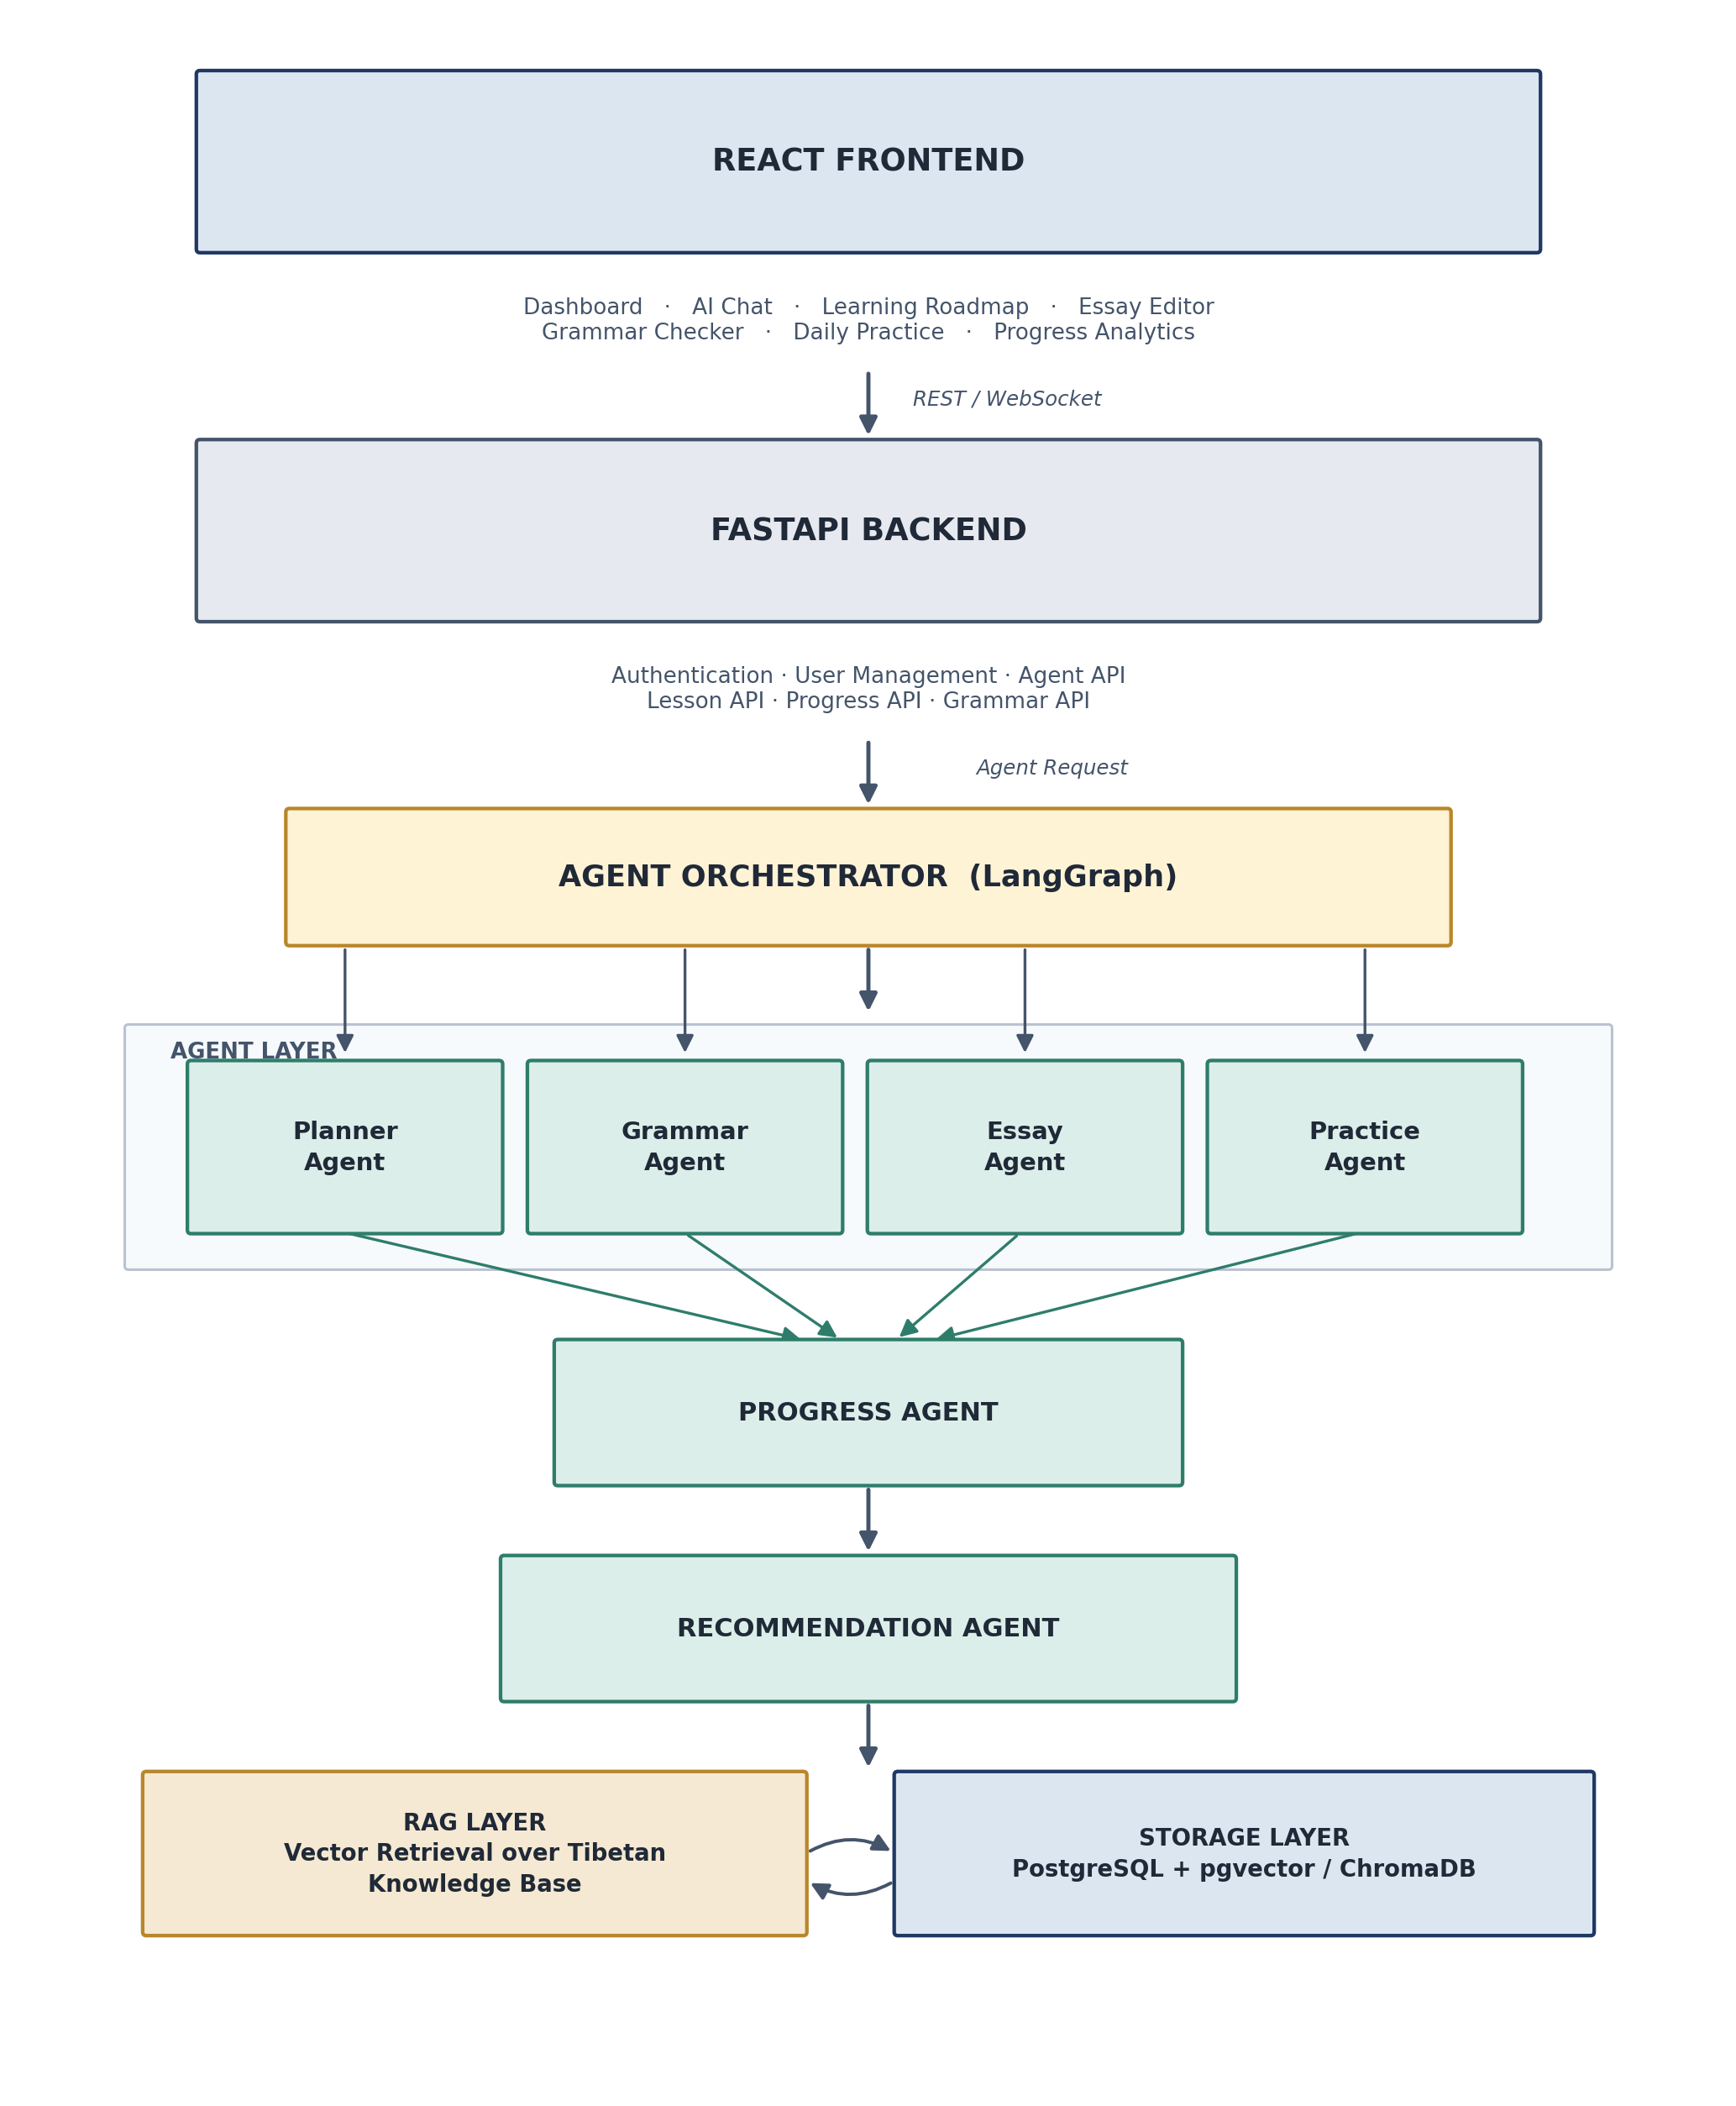 REACT FRONTEND
Dashboard · AI Chat · Learning Roadmap · Essay Editor
Grammar Checker · Daily Practice · Progress Analytics
REST / WebSocket
FASTAPI BACKEND
Authentication · User Management · Agent API
Lesson API · Progress API · Grammar API
Agent Request
AGENT ORCHESTRATOR (LangGraph)
AGENT LAYER
Planner
Agent
Grammar
Agent
Essay
Agent
Practice
Agent
PROGRESS AGENT
RECOMMENDATION AGENT
RAG LAYER
Vector Retrieval over Tibetan
Knowledge Base
STORAGE LAYER
PostgreSQL + pgvector / ChromaDB